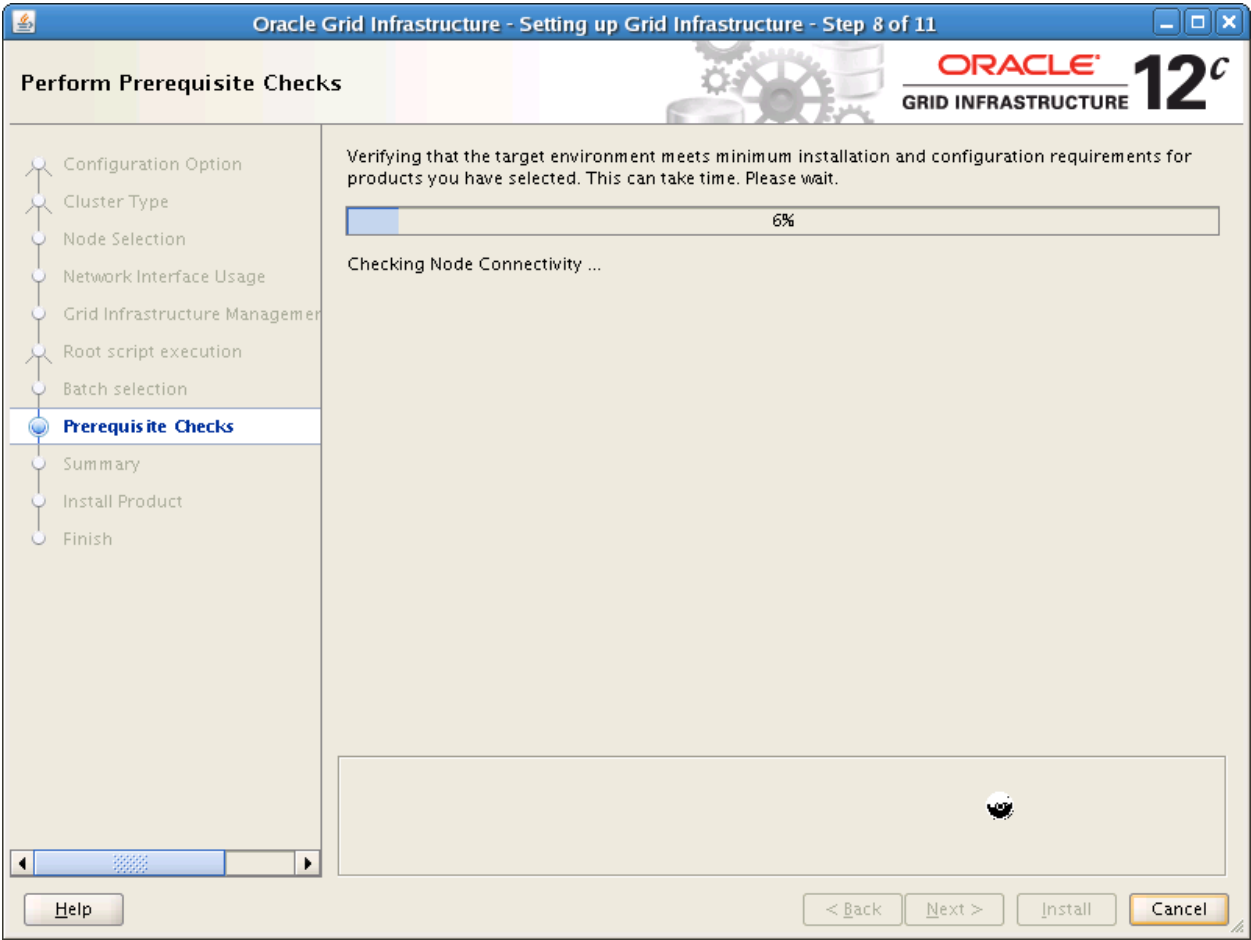 Oracle Grid Infrastructure - Setting up Grid Infrastructure - Step 8 of 11
Perform Prerequisite Checks
ORACLE
GRID INFRASTRUCTURE
12c
Configuration Option
Cluster Type
Node Selection
Network Interface Usage
Grid Infrastructure Managemer
Root script execution
Batch selection
Prerequisite Checks
Summary
Install Product
Finish
Verifying that the target environment meets minimum installation and configuration requirements for
products you have selected. This can take time. Please wait.
6%
Checking Node Connectivity ...
Help
< Back
Next >
Install
Cancel